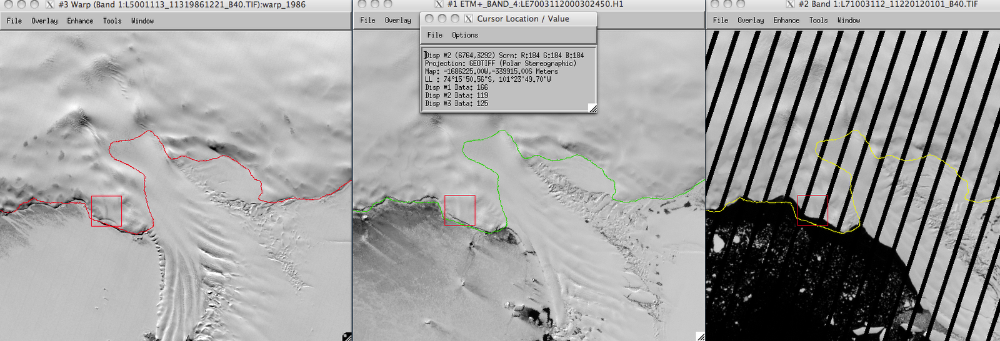 #3 Warp (Band 1:L5001113_11319861221_B40.TIF):warp_1986
File Overlay Enhance Tools Window
#1 ETM+_BAND_4:LE7003112000302450.H1
File Overlay
Cursor Location / Value
File Options
Disp #2 (6764,3292) Scrn: R:184 G:184 B:184
Projection: GEOTIFF (Polar Stereographic)
Map: -1686225.00W,-339915.00S Meters
LL : 74°15'50.56"S, 101°23'49.70"W
Disp #1 Data: 166
Disp #2 Data: 119
Disp #3 Data: 125
#2 Band 1:L71003112_11220120101_B40.TIF
File Overlay Enhance Tools Window